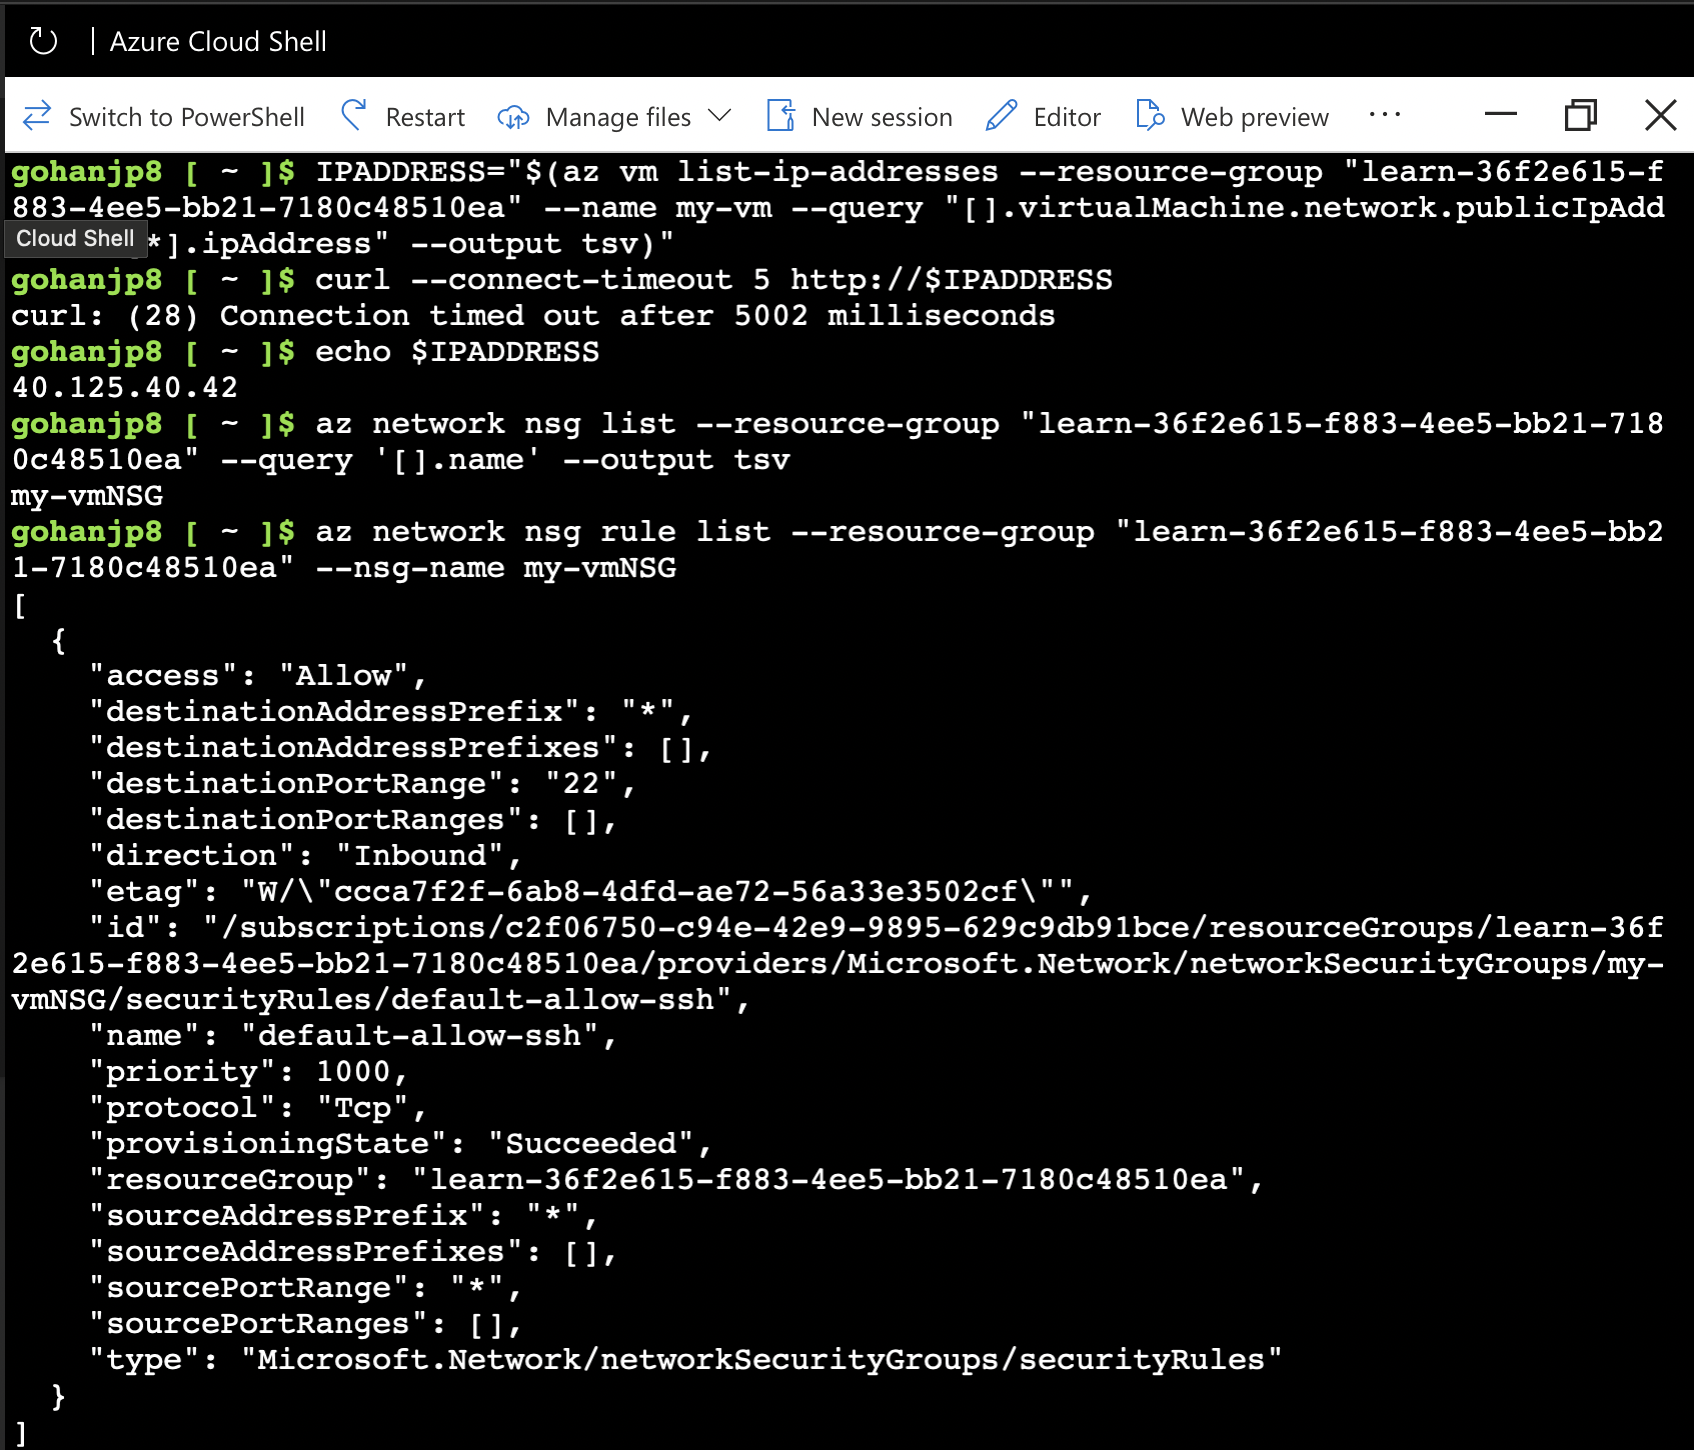 Azure Cloud Shell
Switch to PowerShell Restart Manage files New session Editor Web preview ...
gohanjp8 [ ~ ]$ IPADDRESS="$(az vm list-ip-addresses --resource-group "learn-36f2e615-f
883-4ee5-bb21-7180c48510ea" --name my-vm --query "[].virtualMachine.network.publicIpAdd
Cloud Shell *].ipAddress" --output tsv)"
gohanjp8 [ ~ ]$ curl --connect-timeout 5 http://$IPADDRESS
curl: (28) Connection timed out after 5002 milliseconds
gohanjp8 [ ~ ]$ echo $IPADDRESS
40.125.40.42
gohanjp8 [ ~ ]$ az network nsg list --resource-group "learn-36f2e615-f883-4ee5-bb21-718
0c48510ea" --query '[].name' --output tsv
my-vmNSG
gohanjp8 [ ~ ]$ az network nsg rule list --resource-group "learn-36f2e615-f883-4ee5-bb2
1-7180c48510ea" --nsg-name my-vmNSG
[
  {
    "access": "Allow",
    "destinationAddressPrefix": "*",
    "destinationAddressPrefixes": [],
    "destinationPortRange": "22",
    "destinationPortRanges": [],
    "direction": "Inbound",
    "etag": "W/\"ccca7f2f-6ab8-4dfd-ae72-56a33e3502cf\"",
    "id": "/subscriptions/c2f06750-c94e-42e9-9895-629c9db91bce/resourceGroups/learn-36f
2e615-f883-4ee5-bb21-7180c48510ea/providers/Microsoft.Network/networkSecurityGroups/my-
vmNSG/securityRules/default-allow-ssh",
    "name": "default-allow-ssh",
    "priority": 1000,
    "protocol": "Tcp",
    "provisioningState": "Succeeded",
    "resourceGroup": "learn-36f2e615-f883-4ee5-bb21-7180c48510ea",
    "sourceAddressPrefix": "*",
    "sourceAddressPrefixes": [],
    "sourcePortRange": "*",
    "sourcePortRanges": [],
    "type": "Microsoft.Network/networkSecurityGroups/securityRules"
  }
]